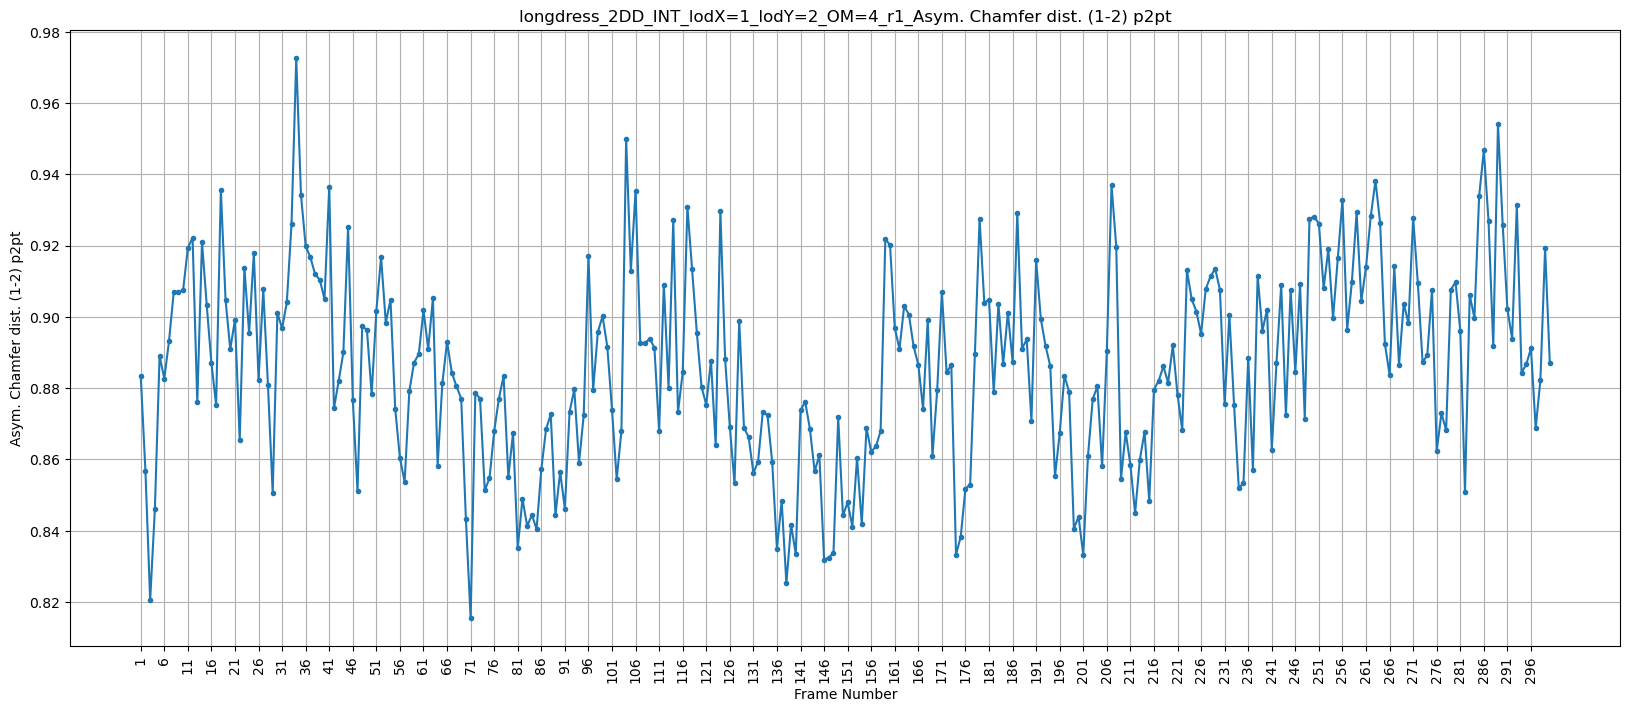 longdress_2DD_INT_lodX=1_lodY=2_OM=4_r1_Asym. Chamfer dist. (1-2) p2pt
0.98
0.96
0.94
0.92
0.90
0.88
0.86
0.84
0.82
Asym. Chamfer dist. (1-2) p2pt
1 6 11 16 21 26 31 36 41 46 51 56 61 66 71 76 81 86 91 96 101 106 111 116 121 126 131 136 141 146 151 156 161 166 171 176 181 186 191 196 201 206 211 216 221 226 231 236 241 246 251 256 261 266 271 276 281 286 291 296
Frame Number